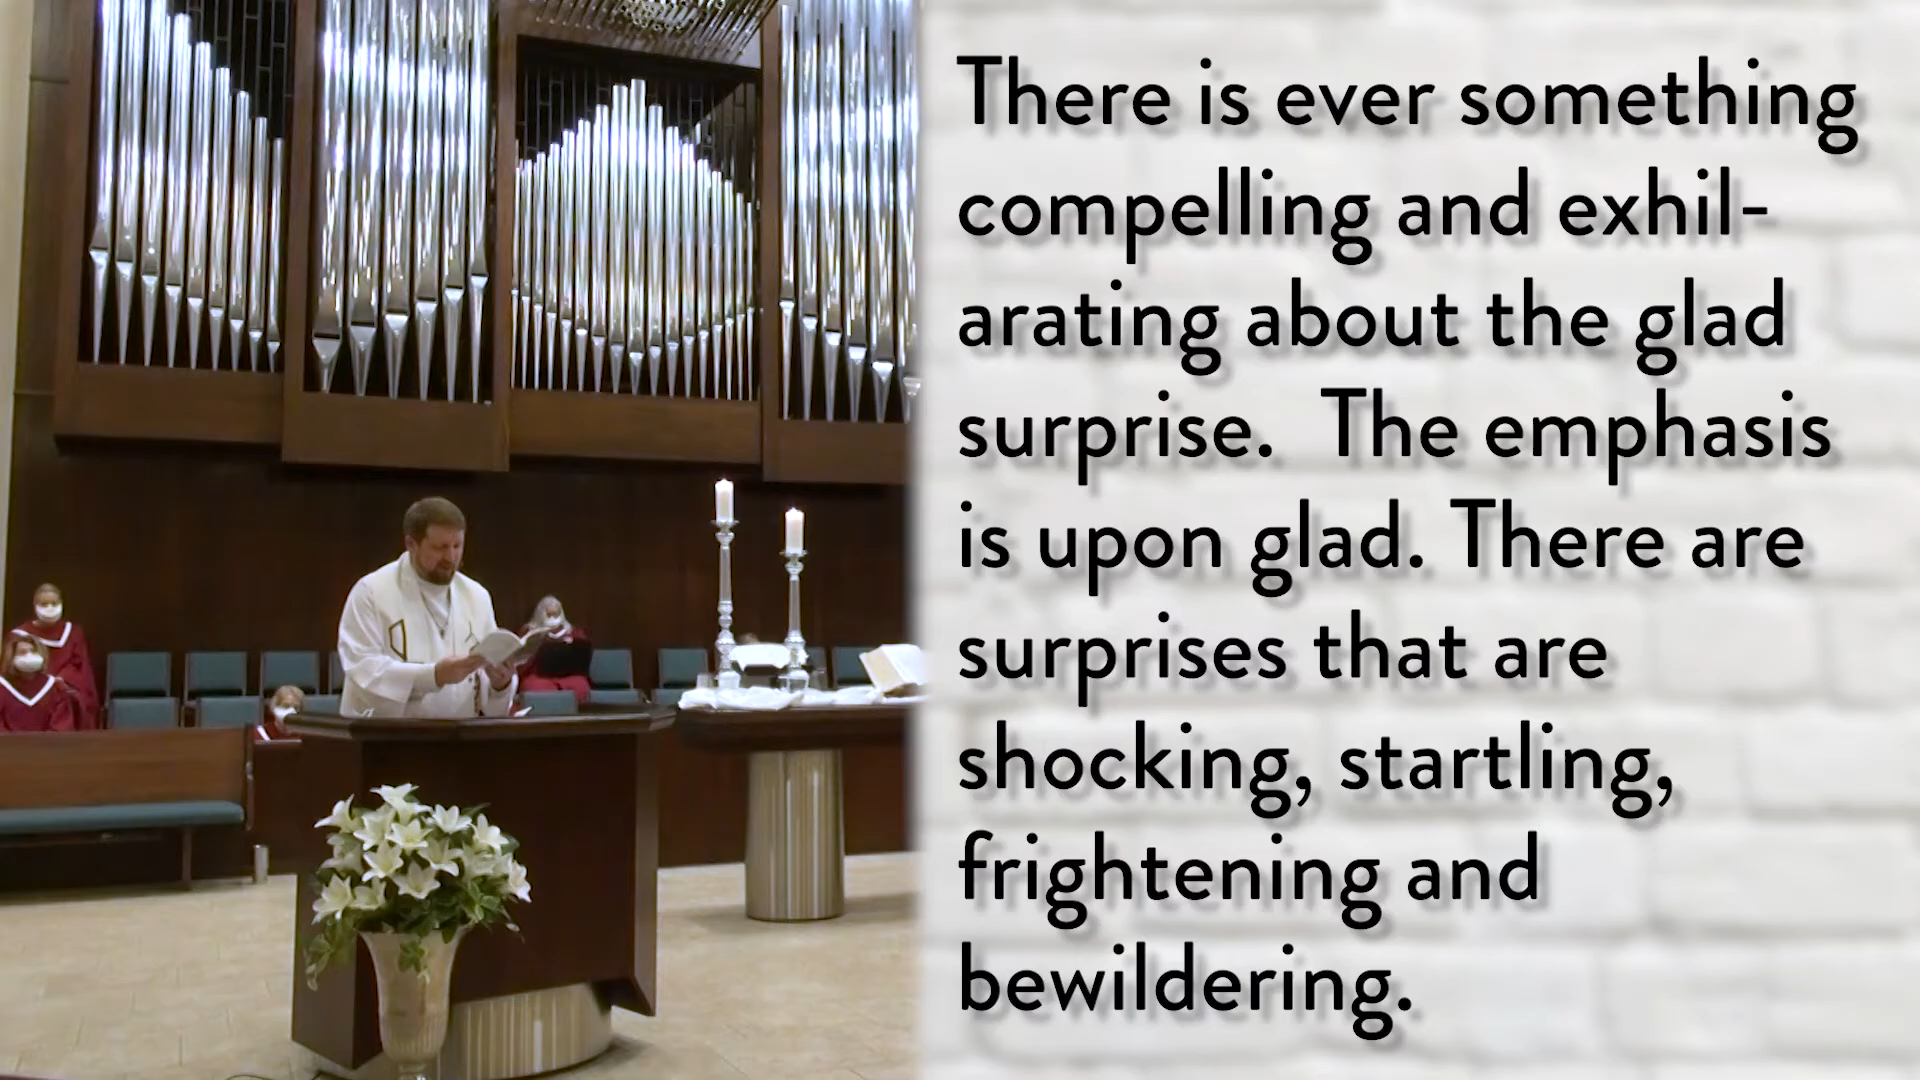 There is ever something
compelling and exhil-
arating about the glad
surprise.  The emphasis
is upon glad. There are
surprises that are
shocking, startling,
frightening and
bewildering.